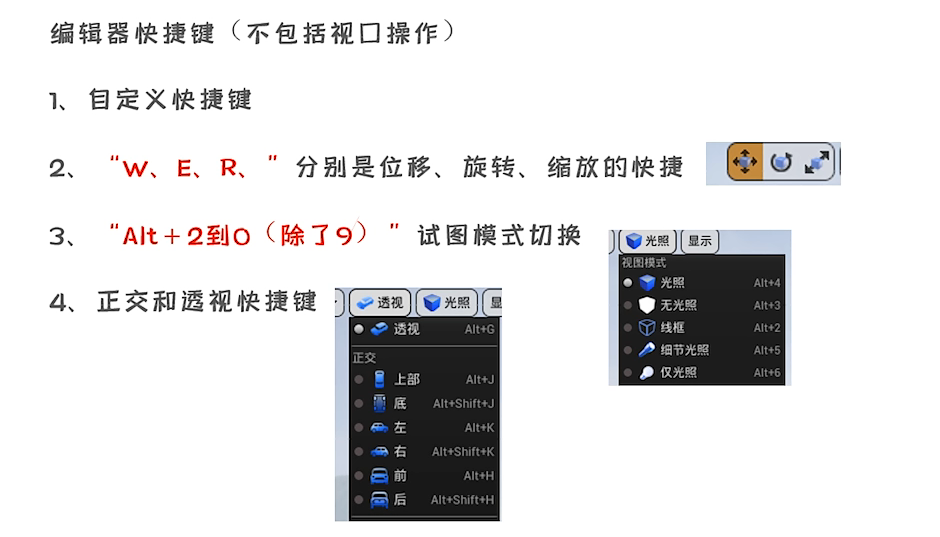 编辑器快捷键（不包括视口操作）
1、自定义快捷键
2、“W、E、R、”分别是位移、旋转、缩放的快捷
3、“Alt＋2到0（除了9）”试图模式切换
光照 显示
视图模式
光照 Alt+4
无光照 Alt+3
线框 Alt+2
细节光照 Alt+5
仅光照 Alt+6
4、正交和透视快捷键
透视 光照 显
透视 Alt+G
正交
上部 Alt+J
底 Alt+Shift+J
左 Alt+K
右 Alt+Shift+K
前 Alt+H
后 Alt+Shift+H